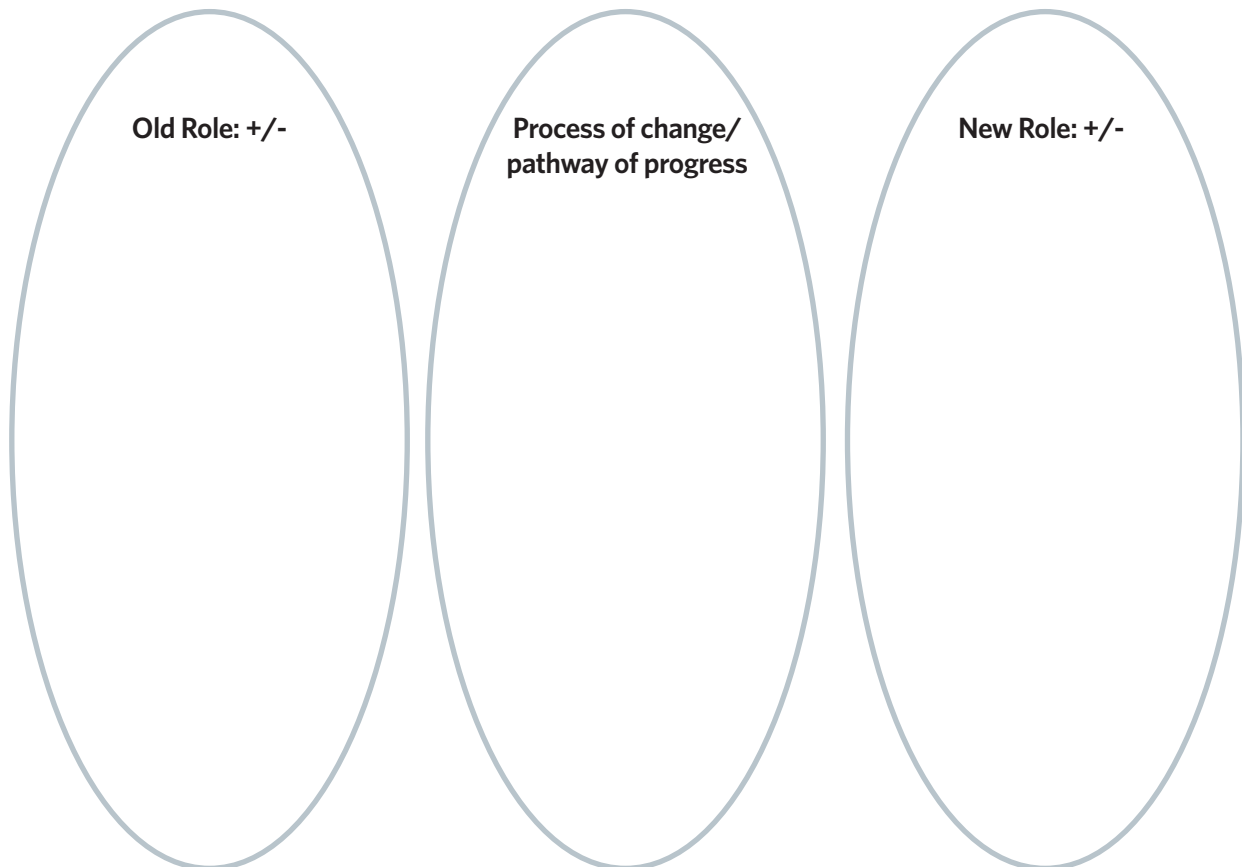 Old Role: +/-
Process of change/
pathway of progress
New Role: +/-